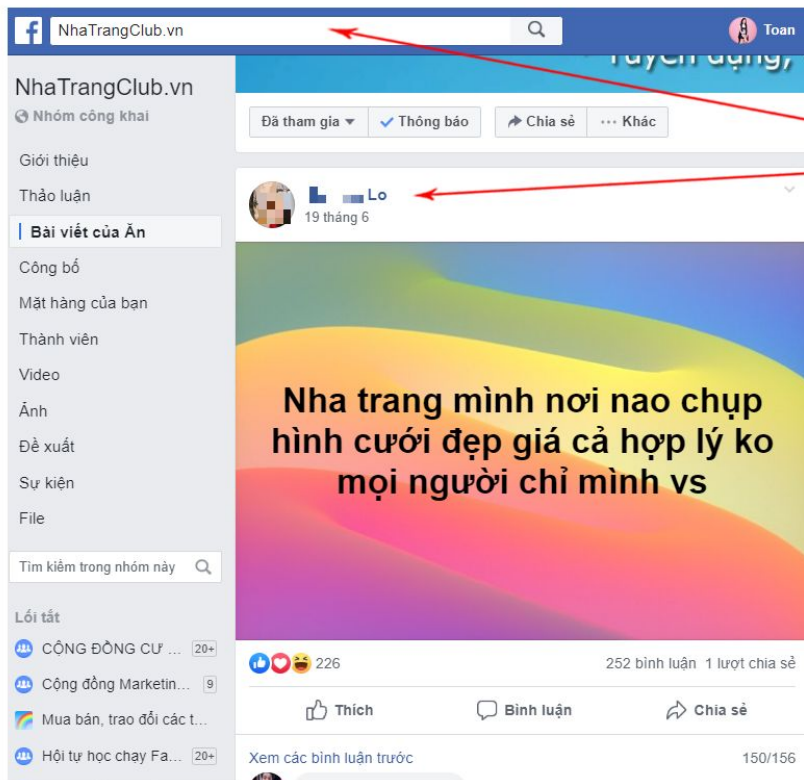 NhaTrangClub.vn
Toan
Tuyển dụng,
NhaTrangClub.vn
Nhóm công khai
Đã tham gia
Thông báo
Chia sẻ
Khác
Giới thiệu
Thảo luận
Bài viết của Ăn
Công bố
Mặt hàng của bạn
Thành viên
Video
Ảnh
Đề xuất
Sự kiện
File
Tìm kiếm trong nhóm này
Lối tắt
CỘNG ĐỒNG CƯ ... 20+
Cộng đồng Marketin... 9
Mua bán, trao đổi các t...
Hội tự học chạy Fa... 20+
Lo
19 tháng 6
Nha trang mình nơi nao chụp
hình cưới đẹp giá cả hợp lý ko
mọi người chỉ mình vs
226
252 bình luận 1 lượt chia sẻ
Thích
Bình luận
Chia sẻ
Xem các bình luận trước
150/156